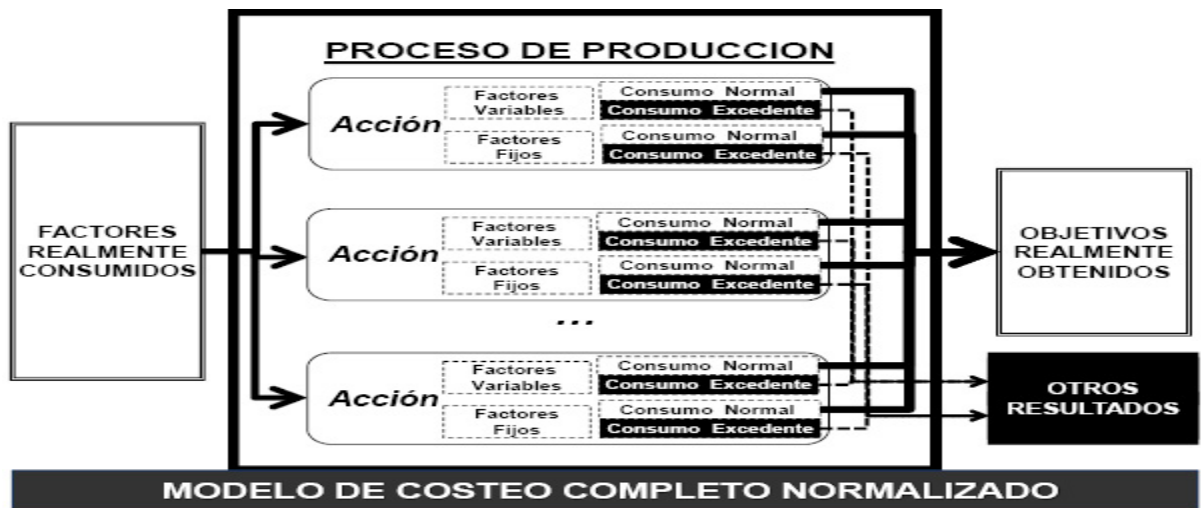 PROCESO DE PRODUCCION
FACTORES
REALMENTE
CONSUMIDOS
Acción
Factores
Variables
Consumo Normal
Consumo Excedente
Factores
Fijos
Consumo Normal
Consumo Excedente
Acción
Factores
Variables
Consumo Normal
Consumo Excedente
Factores
Fijos
Consumo Normal
Consumo Excedente
...
Acción
Factores
Variables
Consumo Normal
Consumo Excedente
Factores
Fijos
Consumo Normal
Consumo Excedente
OBJETIVOS
REALMENTE
OBTENIDOS
OTROS
RESULTADOS
MODELO DE COSTEO COMPLETO NORMALIZADO